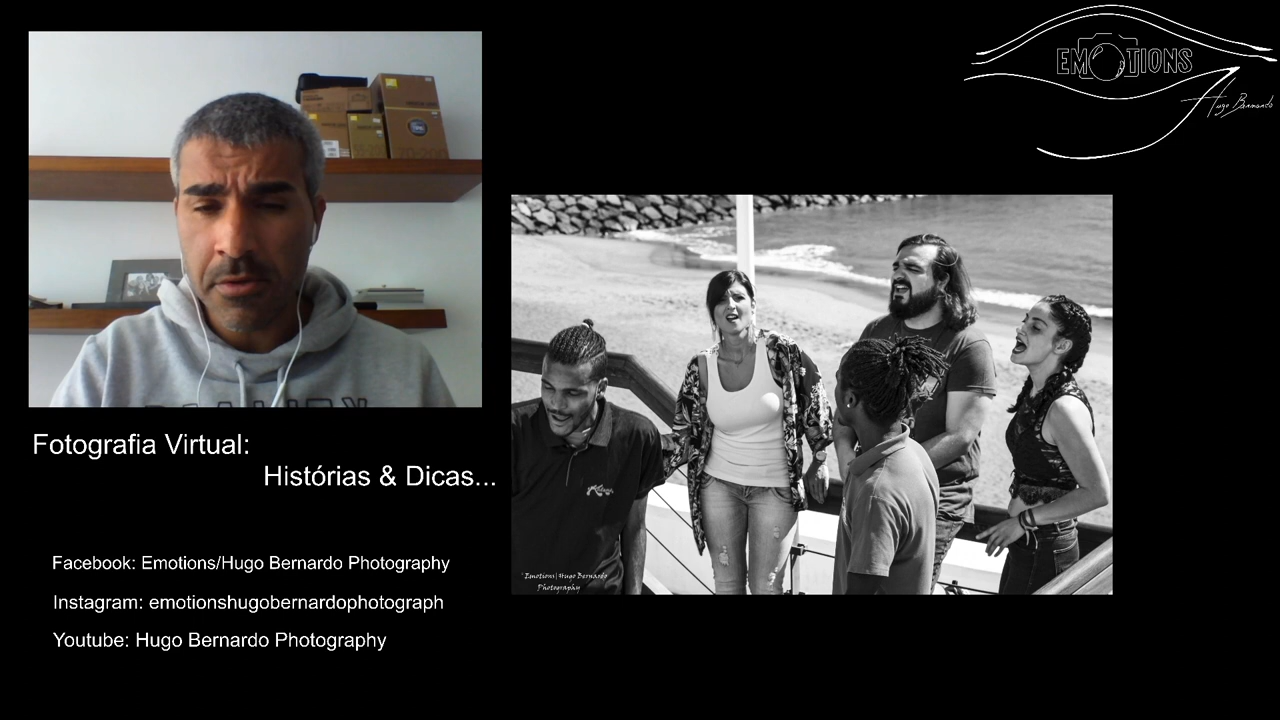 EMOTIONS
Hugo Bernardo
Fotografia Virtual:
Histórias & Dicas...
Emotions|Hugo Bernardo
Photography
Facebook: Emotions/Hugo Bernardo Photography
Instagram: emotionshugobernardophotograph
Youtube: Hugo Bernardo Photography